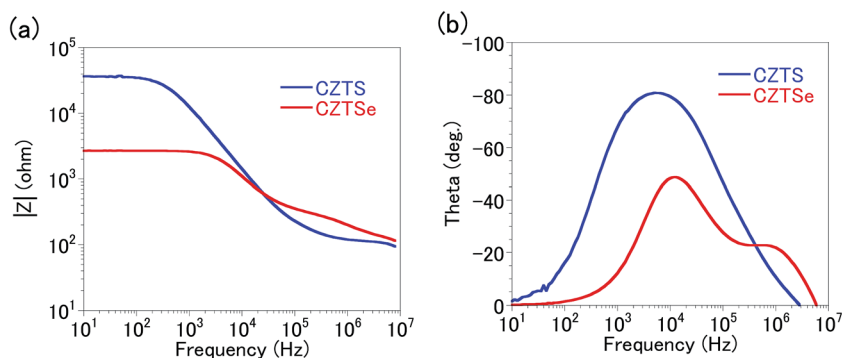 (a)
|Z| (ohm)
10^5
10^4
10^3
10^2
10^1
CZTS
CZTSe
10^1 10^2 10^3 10^4 10^5 10^6 10^7
Frequency (Hz)
(b)
Theta (deg.)
-100
-80
-60
-40
-20
0
CZTS
CZTSe
10^1 10^2 10^3 10^4 10^5 10^6 10^7
Frequency (Hz)